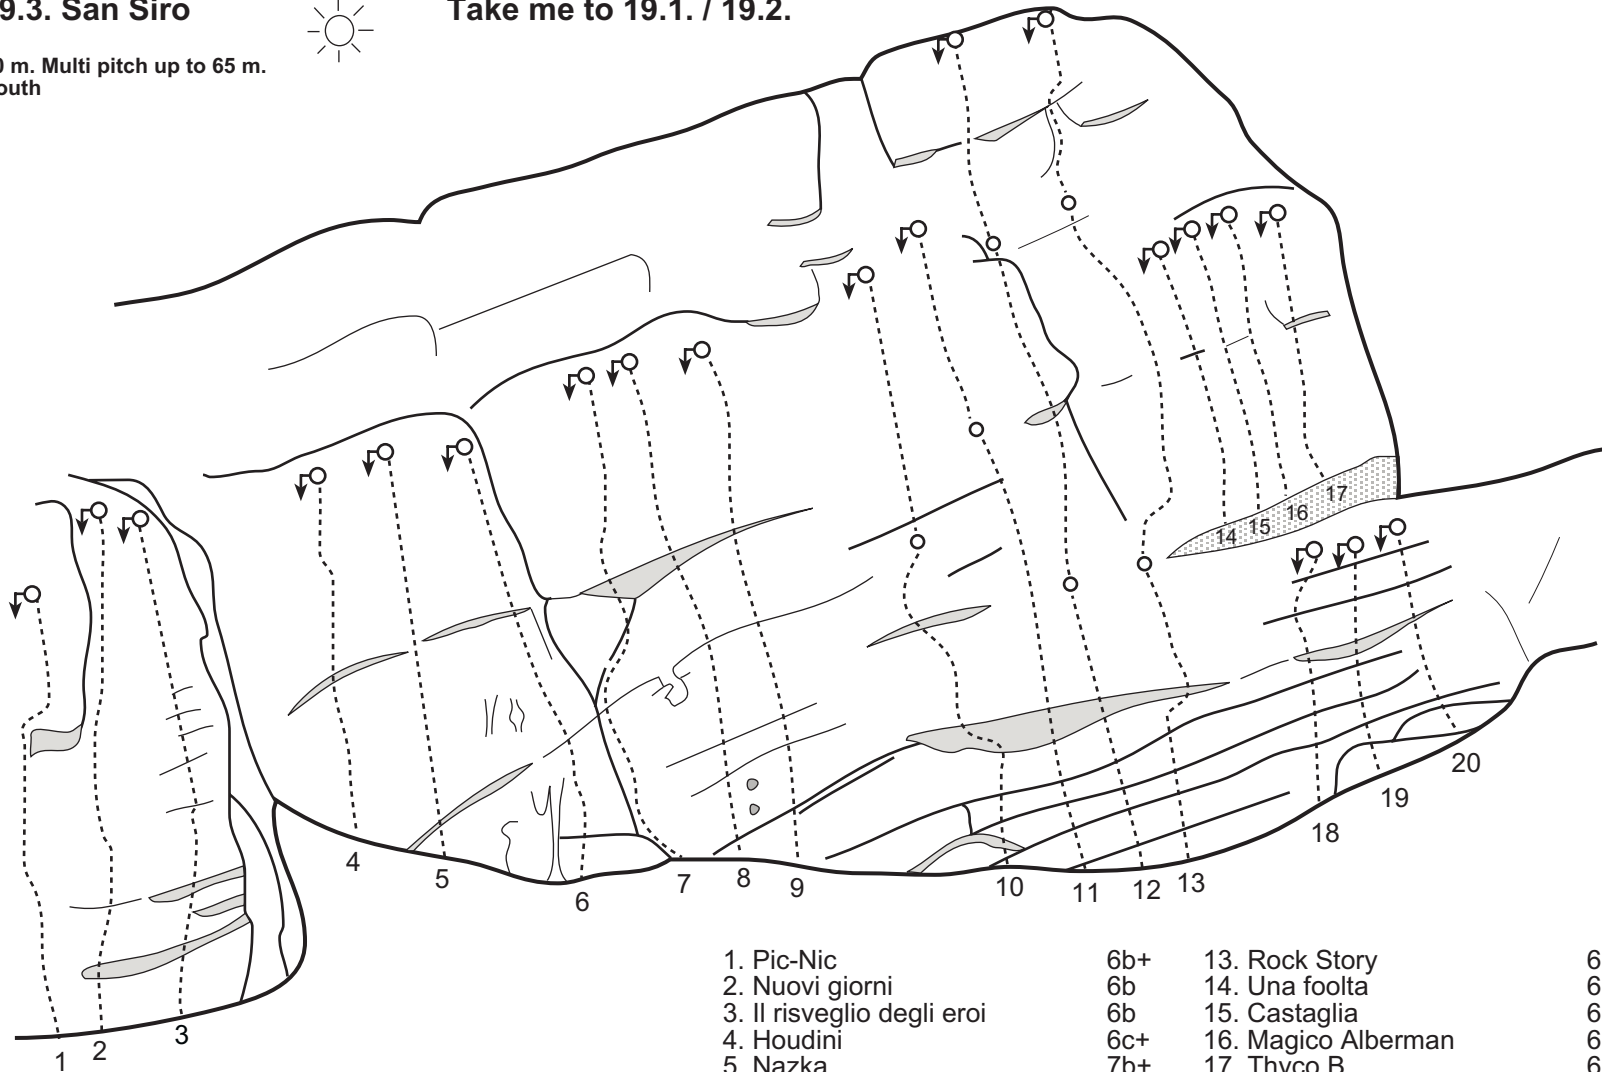 9.3. San Siro
Take me to 19.1. / 19.2.
0 m. Multi pitch up to 65 m.
outh
17
16
15
14
20
19
18
4
5
6
7
8
9
10
11
12
13
1
2
3
1. Pic-Nic 6b+
2. Nuovi giorni 6b
3. Il risveglio degli eroi 6b
4. Houdini 6c+
5. Nazka 7b+
13. Rock Story 6
14. Una foolta 6
15. Castaglia 6
16. Magico Alberman 6
17. Thyco B. 6